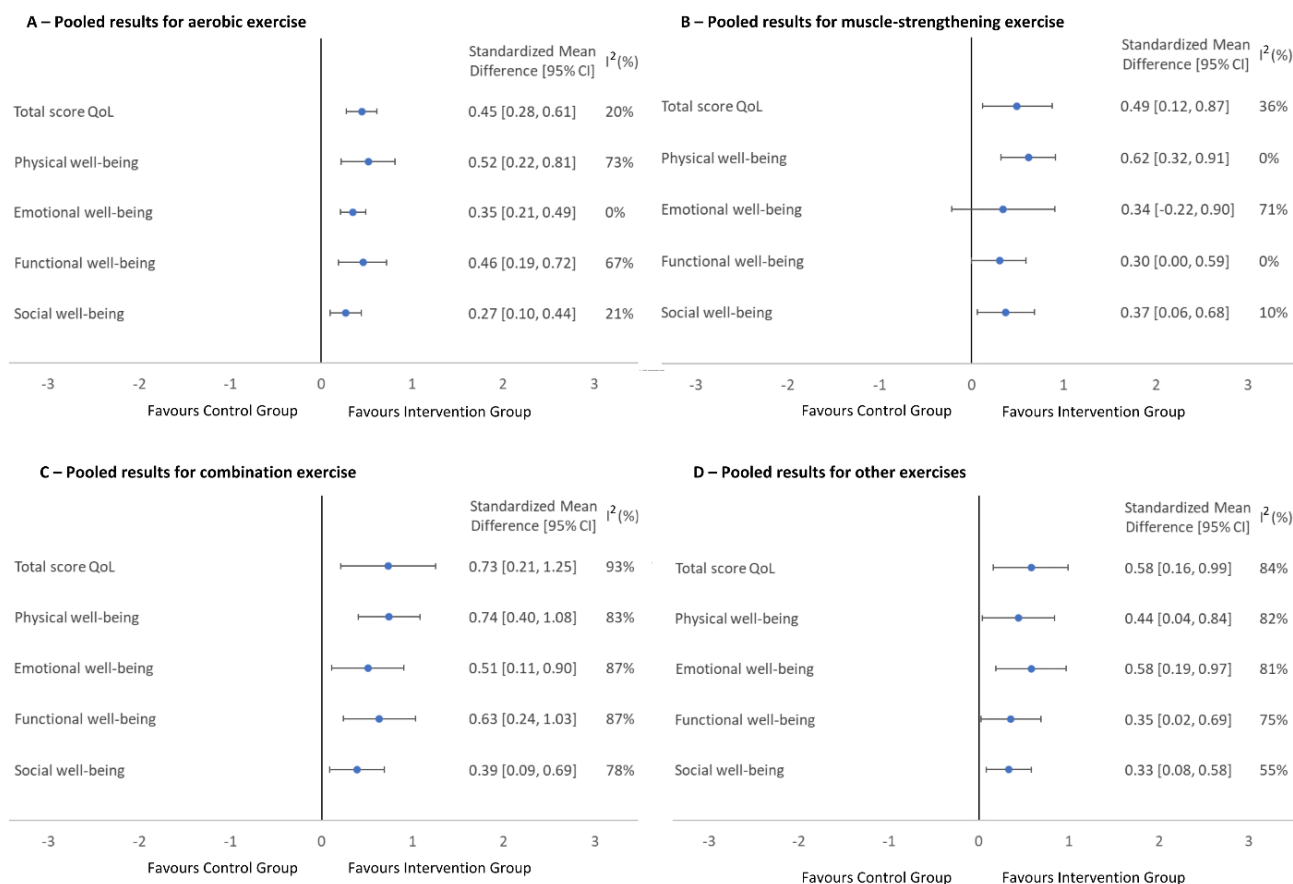 A – Pooled results for aerobic exercise
Standardized Mean
Difference [95% CI] I²(%)
Total score QoL 0.45 [0.28, 0.61] 20%
Physical well-being 0.52 [0.22, 0.81] 73%
Emotional well-being 0.35 [0.21, 0.49] 0%
Functional well-being 0.46 [0.19, 0.72] 67%
Social well-being 0.27 [0.10, 0.44] 21%
-3 -2 -1 0 1 2 3
Favours Control Group Favours Intervention Group
B – Pooled results for muscle-strengthening exercise
Standardized Mean
Difference [95% CI] I²(%)
Total score QoL 0.49 [0.12, 0.87] 36%
Physical well-being 0.62 [0.32, 0.91] 0%
Emotional well-being 0.34 [-0.22, 0.90] 71%
Functional well-being 0.30 [0.00, 0.59] 0%
Social well-being 0.37 [0.06, 0.68] 10%
-3 -2 -1 0 1 2 3
Favours Control Group Favours Intervention Group
C – Pooled results for combination exercise
Standardized Mean
Difference [95% CI] I²(%)
Total score QoL 0.73 [0.21, 1.25] 93%
Physical well-being 0.74 [0.40, 1.08] 83%
Emotional well-being 0.51 [0.11, 0.90] 87%
Functional well-being 0.63 [0.24, 1.03] 87%
Social well-being 0.39 [0.09, 0.69] 78%
-3 -2 -1 0 1 2 3
Favours Control Group Favours Intervention Group
D – Pooled results for other exercises
Standardized Mean
Difference [95% CI] I²(%)
Total score QoL 0.58 [0.16, 0.99] 84%
Physical well-being 0.44 [0.04, 0.84] 82%
Emotional well-being 0.58 [0.19, 0.97] 81%
Functional well-being 0.35 [0.02, 0.69] 75%
Social well-being 0.33 [0.08, 0.58] 55%
-3 -2 -1 0 1 2 3
Favours Control Group Favours Intervention Group